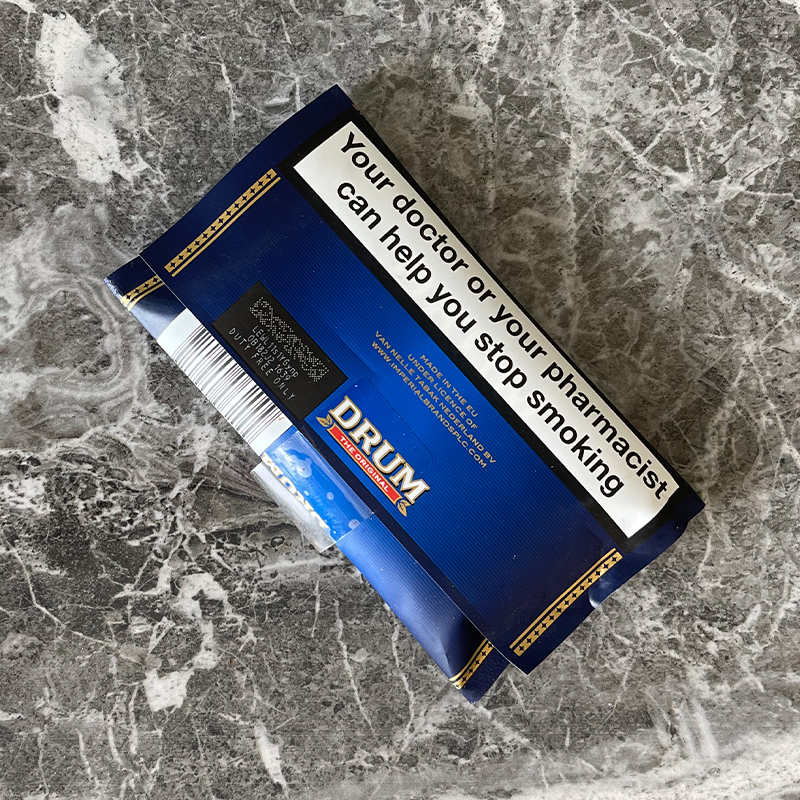 Your doctor or your pharmacist
can help you stop smoking
MADE IN THE EU
UNDER LICENCE OF
VAN NELLE TABAK NEDERLAND BV
WWW.IMPERIALBRANDSPLC.COM
DUTY FREE ONLY
DRUM
THE ORIGINAL